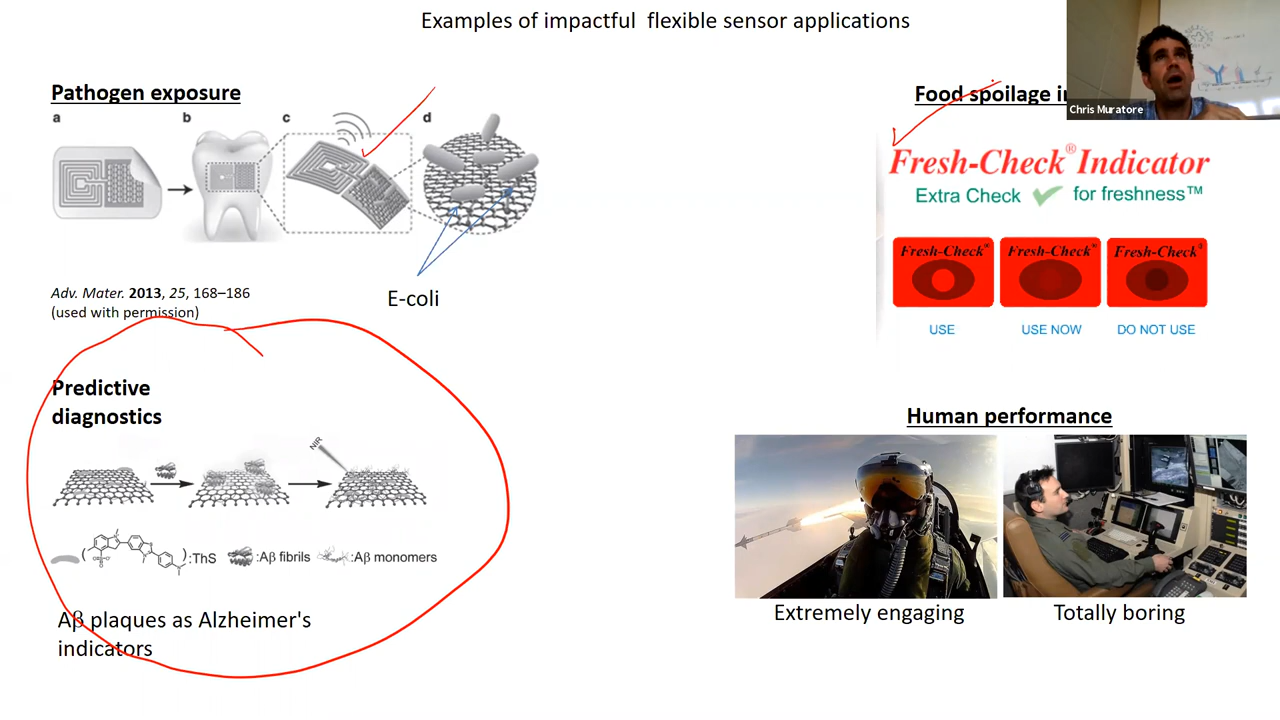 Examples of impactful flexible sensor applications
Chris Muratore
Pathogen exposure
a b c d
E-coli
Adv. Mater. 2013, 25, 168–186
(used with permission)
Food spoilage
Fresh-Check® Indicator
Extra Check for freshness™
Fresh-Check® Fresh-Check® Fresh-Check®
USE USE NOW DO NOT USE
Predictive
diagnostics
NIR
:ThS :Aβ fibrils :Aβ monomers
Aβ plaques as Alzheimer's
indicators
Human performance
Extremely engaging Totally boring